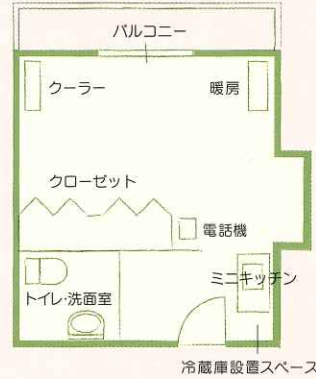 バルコニー
クーラー
暖房
クローゼット
電話機
ミニキッチン
トイレ・洗面室
冷蔵庫設置スペース